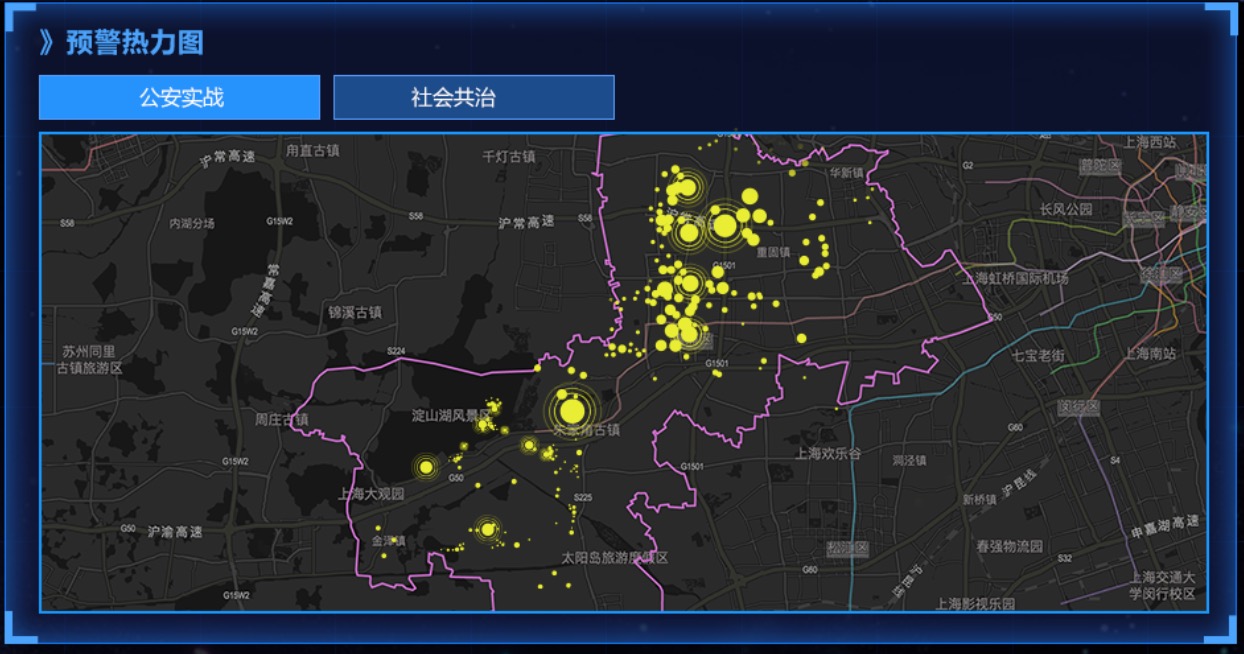 》预警热力图
公安实战
社会共治
上海西站
沪常高速
甪直古镇
千灯古镇
G2
普陀区
华新镇
长风公园
S58
内湖分场
G15W2
S58
沪常高速
S58
重固镇
G1501
上海虹桥国际机场
常嘉高速
锦溪古镇
G50
G15W2
S224
苏州同里
古镇旅游区
G1501
七宝老街
上海南站
周庄古镇
淀山湖风景区
朱家角古镇
闵行区
G60
G15W2
上海大观园
G50
S225
G1501
上海欢乐谷
洞泾镇
S4
沪昆线
新桥镇
G50
沪渝高速
金泽镇
太阳岛旅游度假区
松江区
春强物流园
申嘉湖高速
S32
G60
沪昆
G15W2
上海影视乐园
上海交通大
学闵行校区